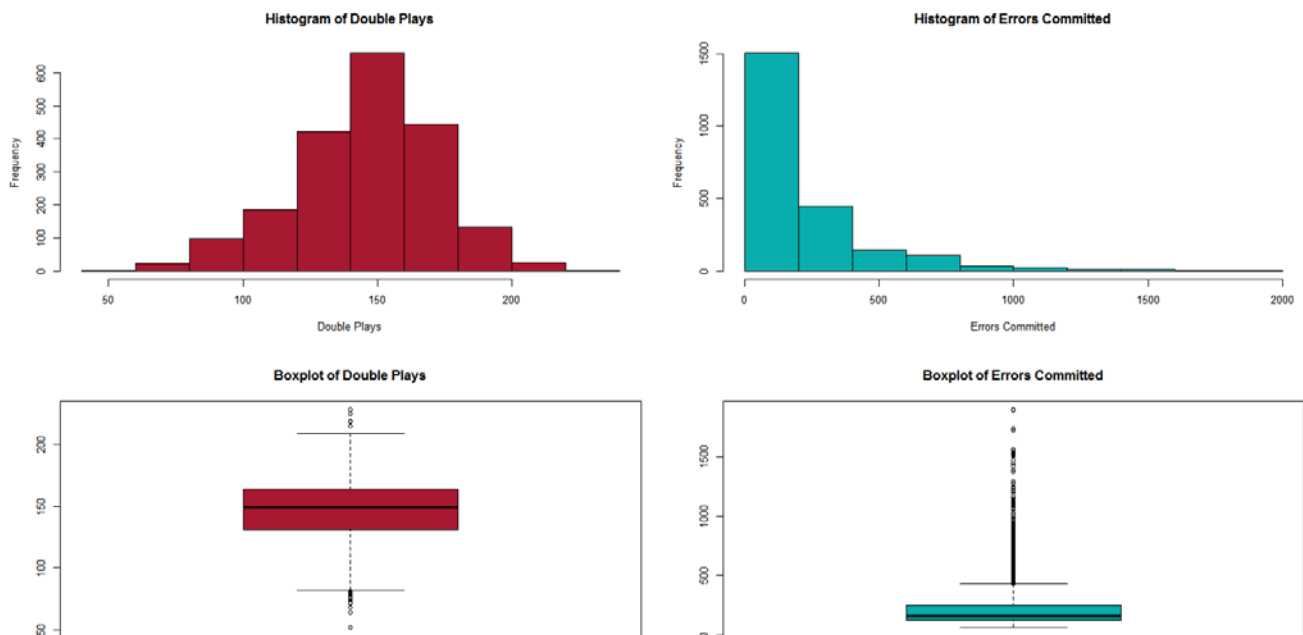 Histogram of Double Plays
Frequency
0 100 200 300 400 500 600
50 100 150 200
Double Plays
Histogram of Errors Committed
Frequency
0 500 1000 1500
0 500 1000 1500 2000
Errors Committed
Boxplot of Double Plays
50 100 150 200
Boxplot of Errors Committed
0 500 1000 1500